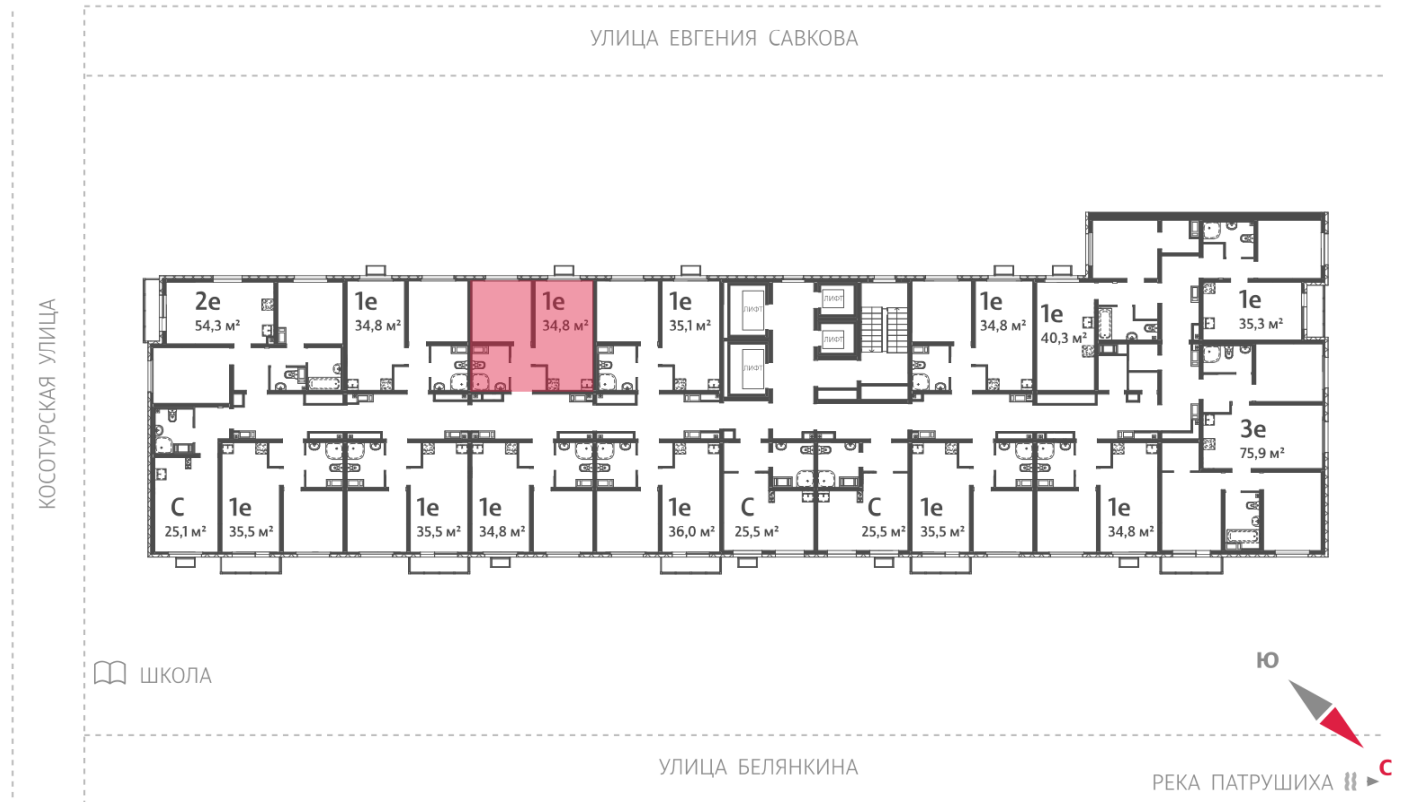 УЛИЦА ЕВГЕНИЯ САВКОВА
КОСОТУРСКАЯ УЛИЦА
2е
54,3 м²
1е
34,8 м²
1е
34,8 м²
1е
35,1 м²
ЛИФТ
ЛИФТ
ЛИФТ
ЛИФТ
1е
34,8 м²
1е
40,3 м²
1е
35,3 м²
3е
75,9 м²
С
25,1 м²
1е
35,5 м²
1е
35,5 м²
1е
34,8 м²
1е
36,0 м²
С
25,5 м²
С
25,5 м²
1е
35,5 м²
1е
34,8 м²
ШКОЛА
Ю
С
УЛИЦА БЕЛЯНКИНА
РЕКА ПАТРУШИХА